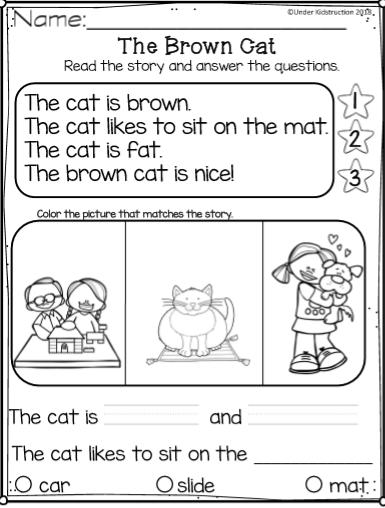 Name:
©Under Kidstruction 2018
The Brown Cat
Read the story and answer the questions.
The cat is brown.
The cat likes to sit on the mat.
The cat is fat.
The brown cat is nice!
1
2
3
Color the picture that matches the story.
The cat is and
The cat likes to sit on the
car slide mat